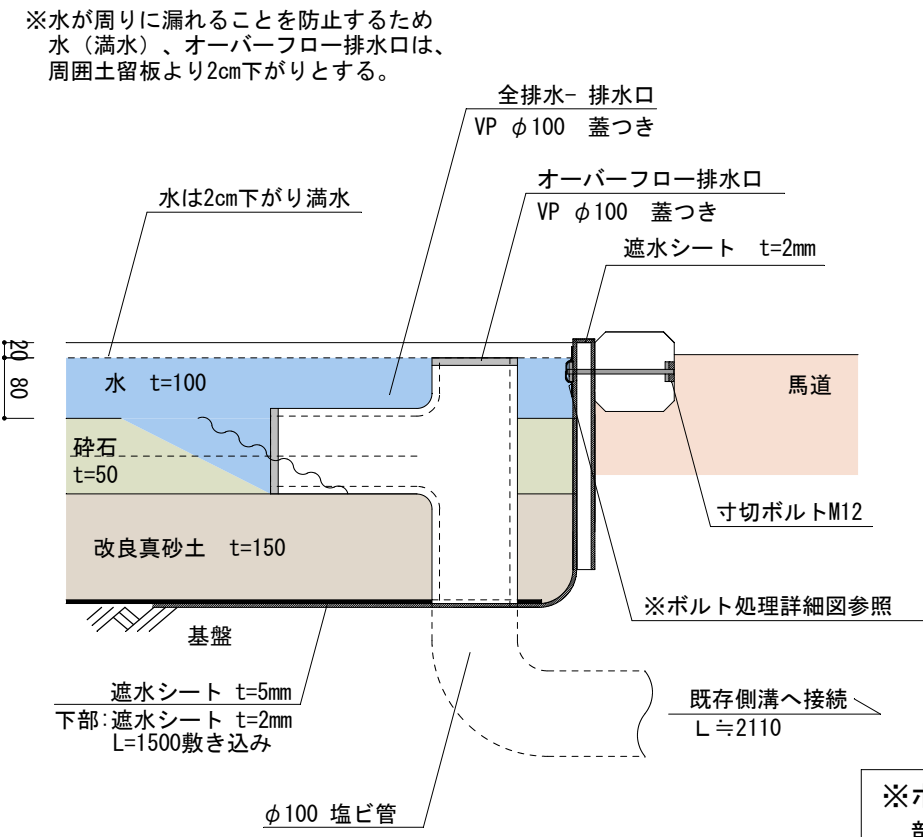 ※水が周りに漏れることを防止するため
水（満水）、オーバーフロー排水口は、
周囲土留板より2cm下がりとする。
全排水- 排水口
VP φ100 蓋つき
オーバーフロー排水口
VP φ100 蓋つき
水は2cm下がり満水
遮水シート t=2mm
20
80
水 t=100
馬道
砕石
t=50
寸切ボルトM12
改良真砂土 t=150
※ボルト処理詳細図参照
基盤
遮水シート t=5mm
下部:遮水シート t=2mm
L=1500敷き込み
既存側溝へ接続
L≒2110
φ100 塩ビ管